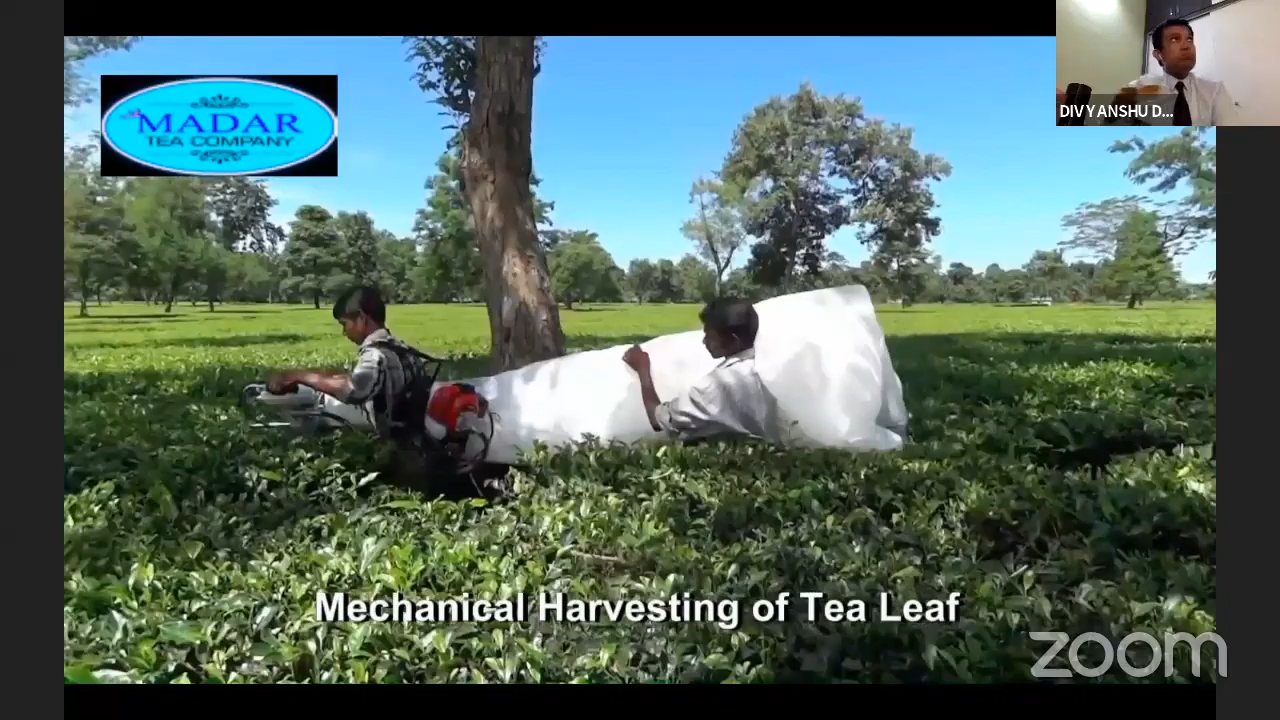 MADAR
TEA COMPANY
DIVYANSHU D...
Mechanical Harvesting of Tea Leaf
zoom